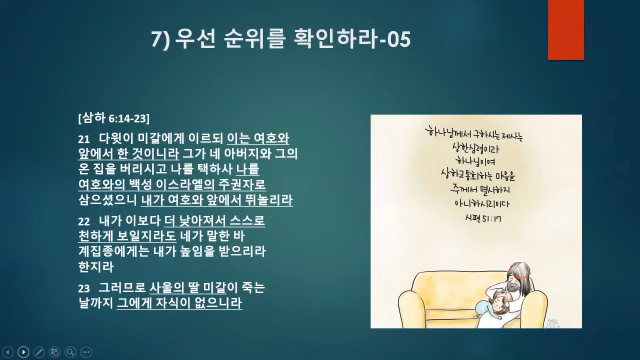 7) 우선 순위를 확인하라-05
[삼하 6:14-23]
21 다윗이 미갈에게 이르되 이는 여호와
앞에서 한 것이니라 그가 네 아버지와 그의
온 집을 버리시고 나를 택하사 나를
여호와의 백성 이스라엘의 주권자로
삼으셨으니 내가 여호와 앞에서 뛰놀리라
22 내가 이보다 더 낮아져서 스스로
천하게 보일지라도 네가 말한 바
계집종에게는 내가 높임을 받으리라
한지라
23 그러므로 사울의 딸 미갈이 죽는
날까지 그에게 자식이 없으니라
하나님께서 구하시는 제사는
상한심령이라
하나님이여
상하고 통회하는 마음을
주께서 멸시하지
아니하시리이다
시편 51:17